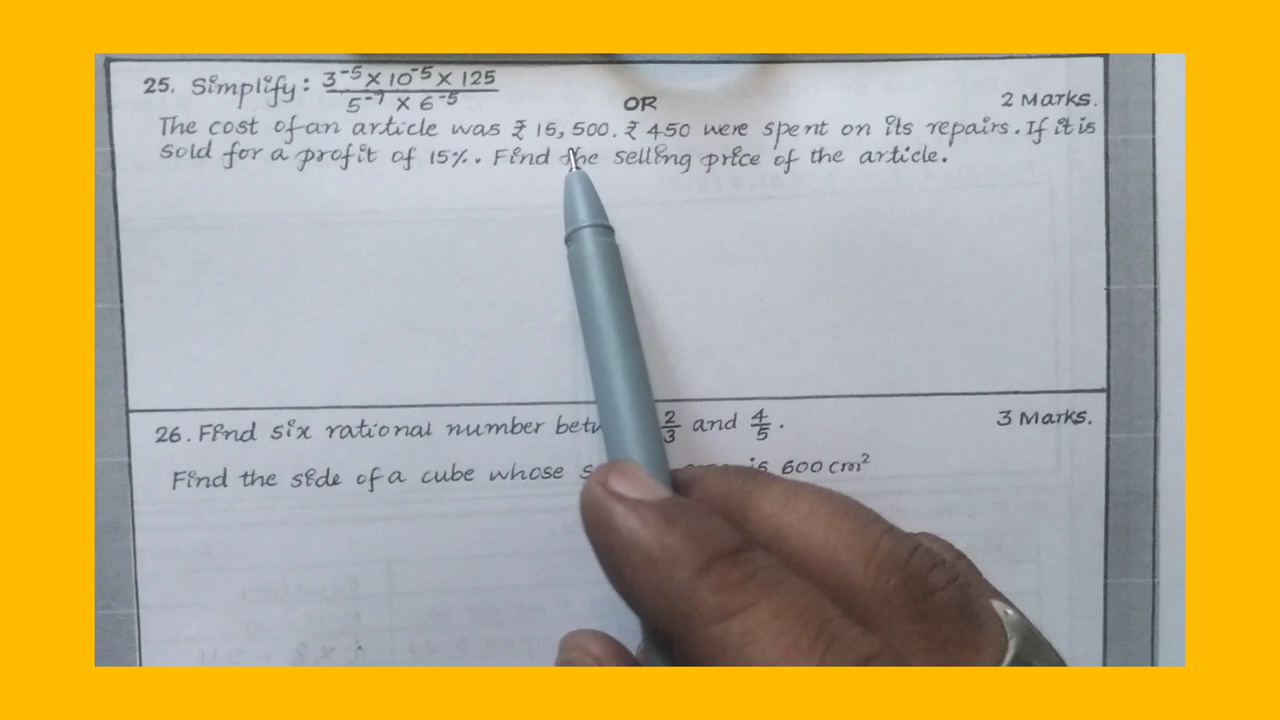 25. Simplify: 3⁻⁵ × 10⁻⁵ × 125 / 5⁻⁷ × 6⁻⁵
OR 2 Marks.
The cost of an article was ₹ 15,500. ₹ 450 were spent on its repairs. If it is
sold for a profit of 15%. Find the selling price of the article.
26. Find six rational number 2/3 and 4/5. 3 Marks.
Find the side of a cube whose is 600 cm²